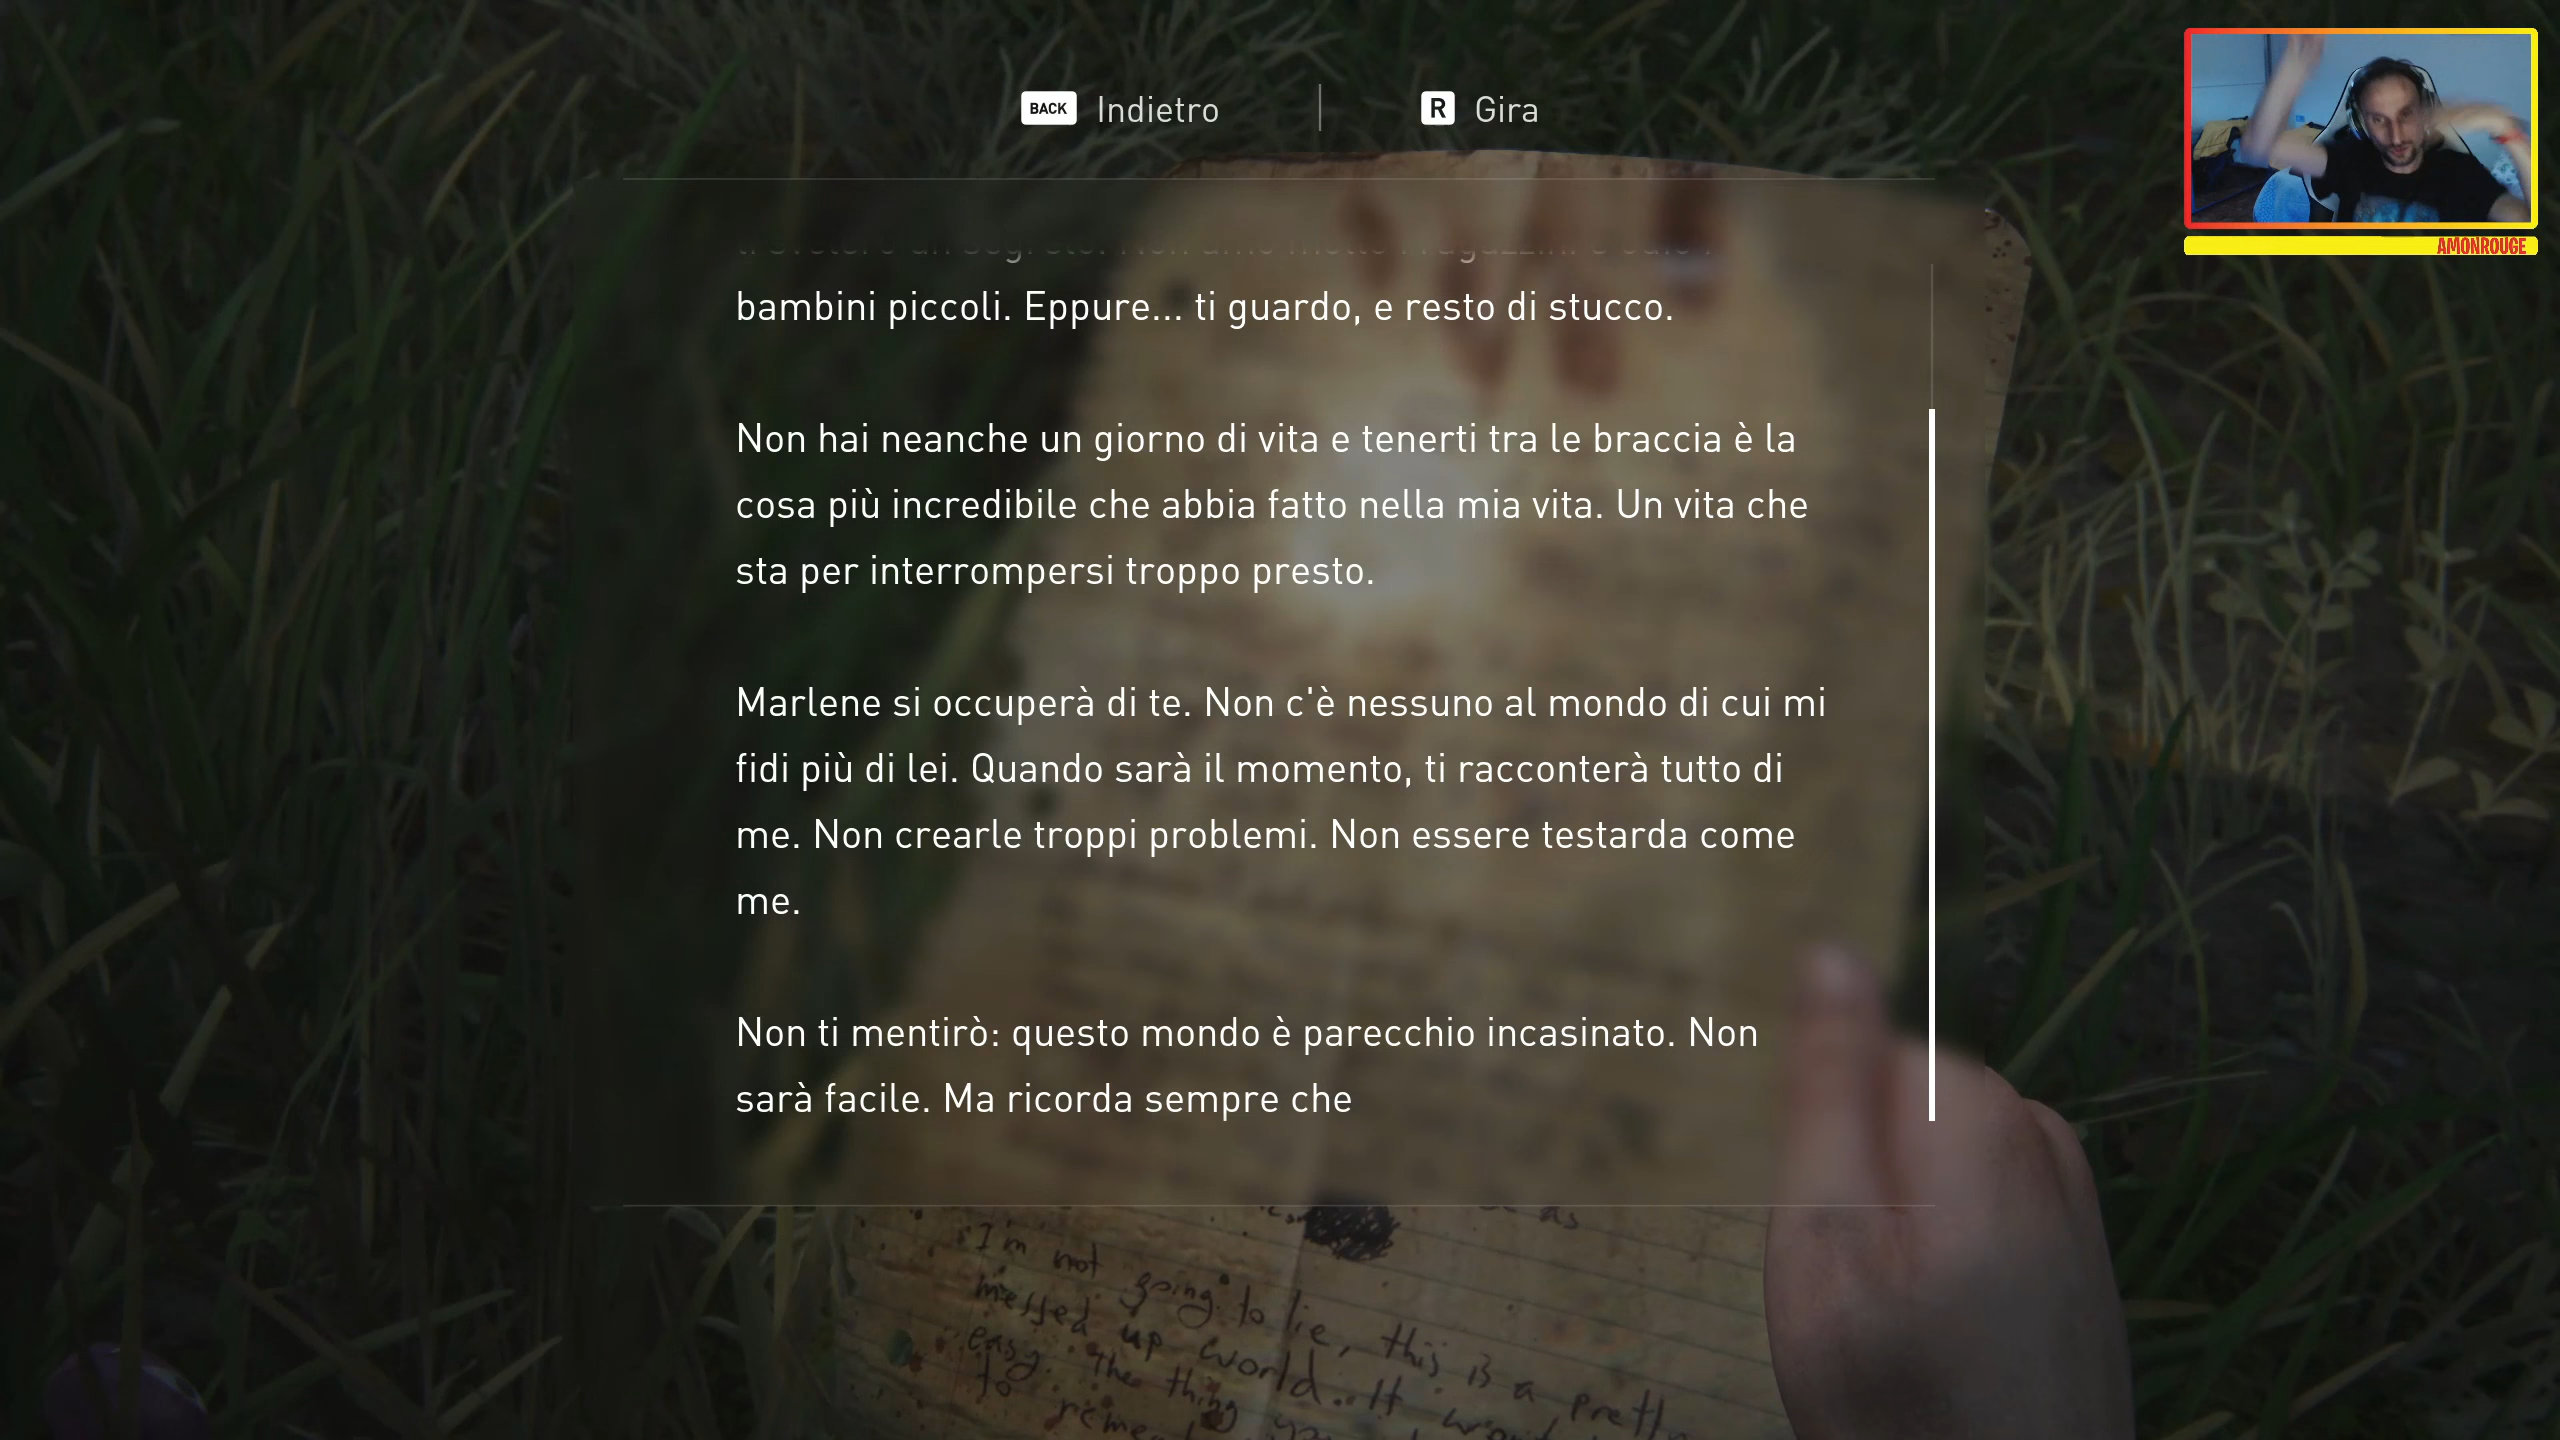 BACK Indietro
R Gira
AMONROUGE
bambini piccoli. Eppure... ti guardo, e resto di stucco.
Non hai neanche un giorno di vita e tenerti tra le braccia è la
cosa più incredibile che abbia fatto nella mia vita. Un vita che
sta per interrompersi troppo presto.
Marlene si occuperà di te. Non c'è nessuno al mondo di cui mi
fidi più di lei. Quando sarà il momento, ti racconterà tutto di
me. Non crearle troppi problemi. Non essere testarda come
me.
Non ti mentirò: questo mondo è parecchio incasinato. Non
sarà facile. Ma ricorda sempre che
as
I'm not going to lie, this is a
messed up world. It
easy. The thing
to